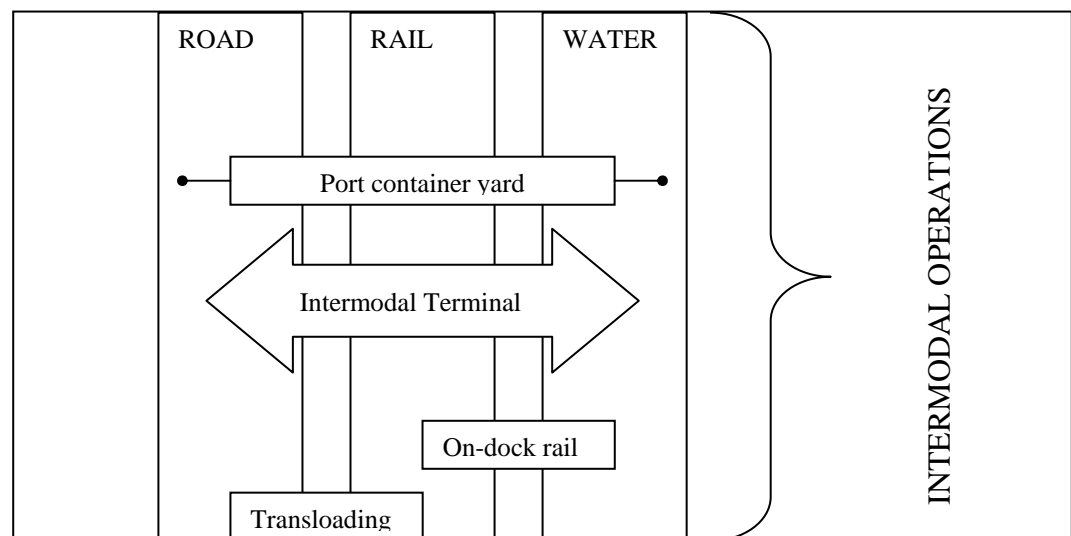 ROAD
RAIL
WATER
Port container yard
Intermodal Terminal
On-dock rail
Transloading
INTERMODAL OPERATIONS